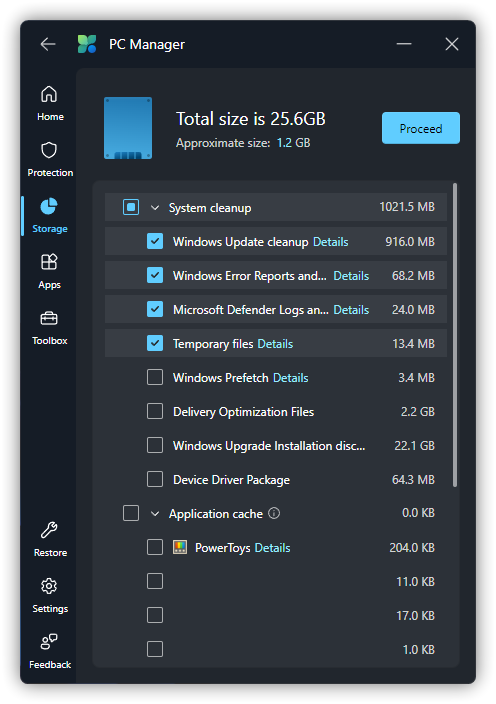 PC Manager
Total size is 25.6GB
Approximate size: 1.2 GB
Proceed
Home
Protection
Storage
Apps
Toolbox
Restore
Settings
Feedback
System cleanup 1021.5 MB
Windows Update cleanup Details 916.0 MB
Windows Error Reports and... Details 68.2 MB
Microsoft Defender Logs an... Details 24.0 MB
Temporary files Details 13.4 MB
Windows Prefetch Details 3.4 MB
Delivery Optimization Files 2.2 GB
Windows Upgrade Installation disc... 22.1 GB
Device Driver Package 64.3 MB
Application cache 0.0 KB
PowerToys Details 204.0 KB
11.0 KB
17.0 KB
1.0 KB